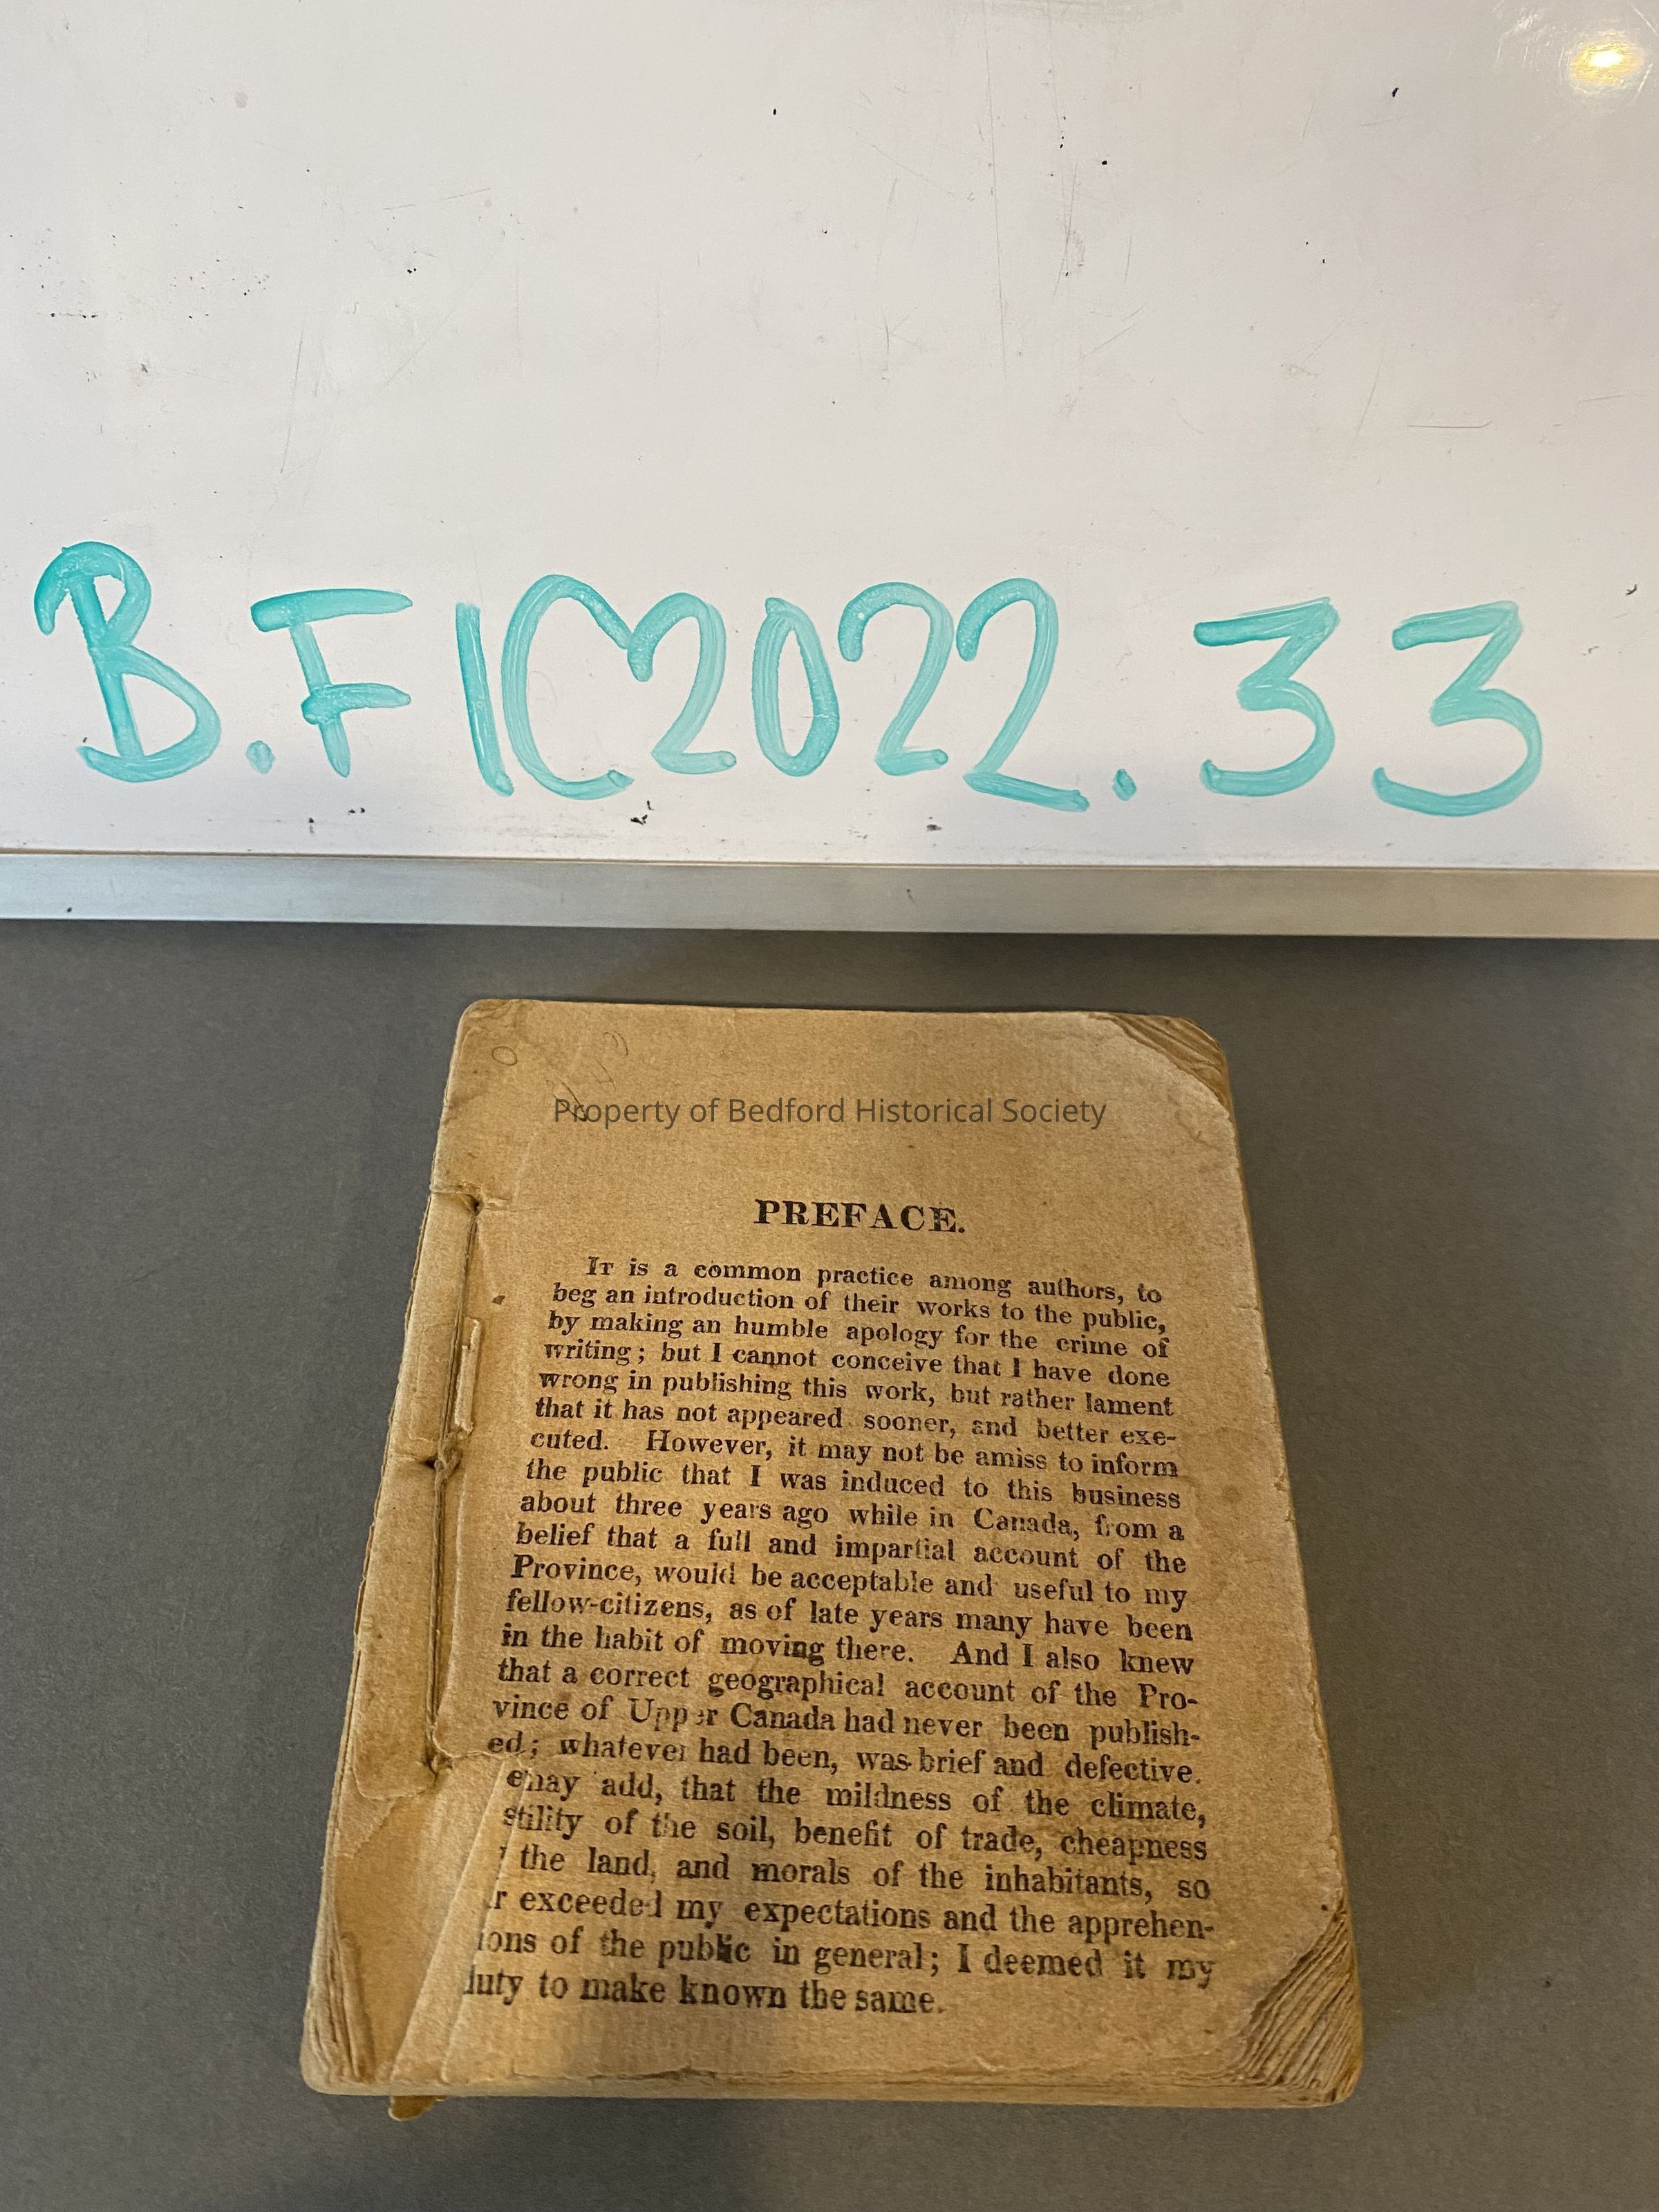 B.FIC2022.33
Property of Bedford Historical Society
PREFACE.
It is a common practice among authors, to
beg an introduction of their works to the public,
by making an humble apology for the crime of
writing; but I cannot conceive that I have done
wrong in publishing this work, but rather lament
that it has not appeared sooner, and better exe-
cuted. However, it may not be amiss to inform
the public that I was induced to this business
about three years ago while in Canada, from a
belief that a full and impartial account of the
Province, would be acceptable and useful to my
fellow-citizens, as of late years many have been
in the habit of moving there. And I also knew
that a correct geographical account of the Pro-
vince of Upper Canada had never been publish-
ed; whatever had been, was brief and defective.
may add, that the mildness of the climate,
tility of the soil, benefit of trade, cheapness
the land, and morals of the inhabitants, so
r exceeded my expectations and the apprehen-
ions of the public in general; I deemed it my
duty to make known the same.